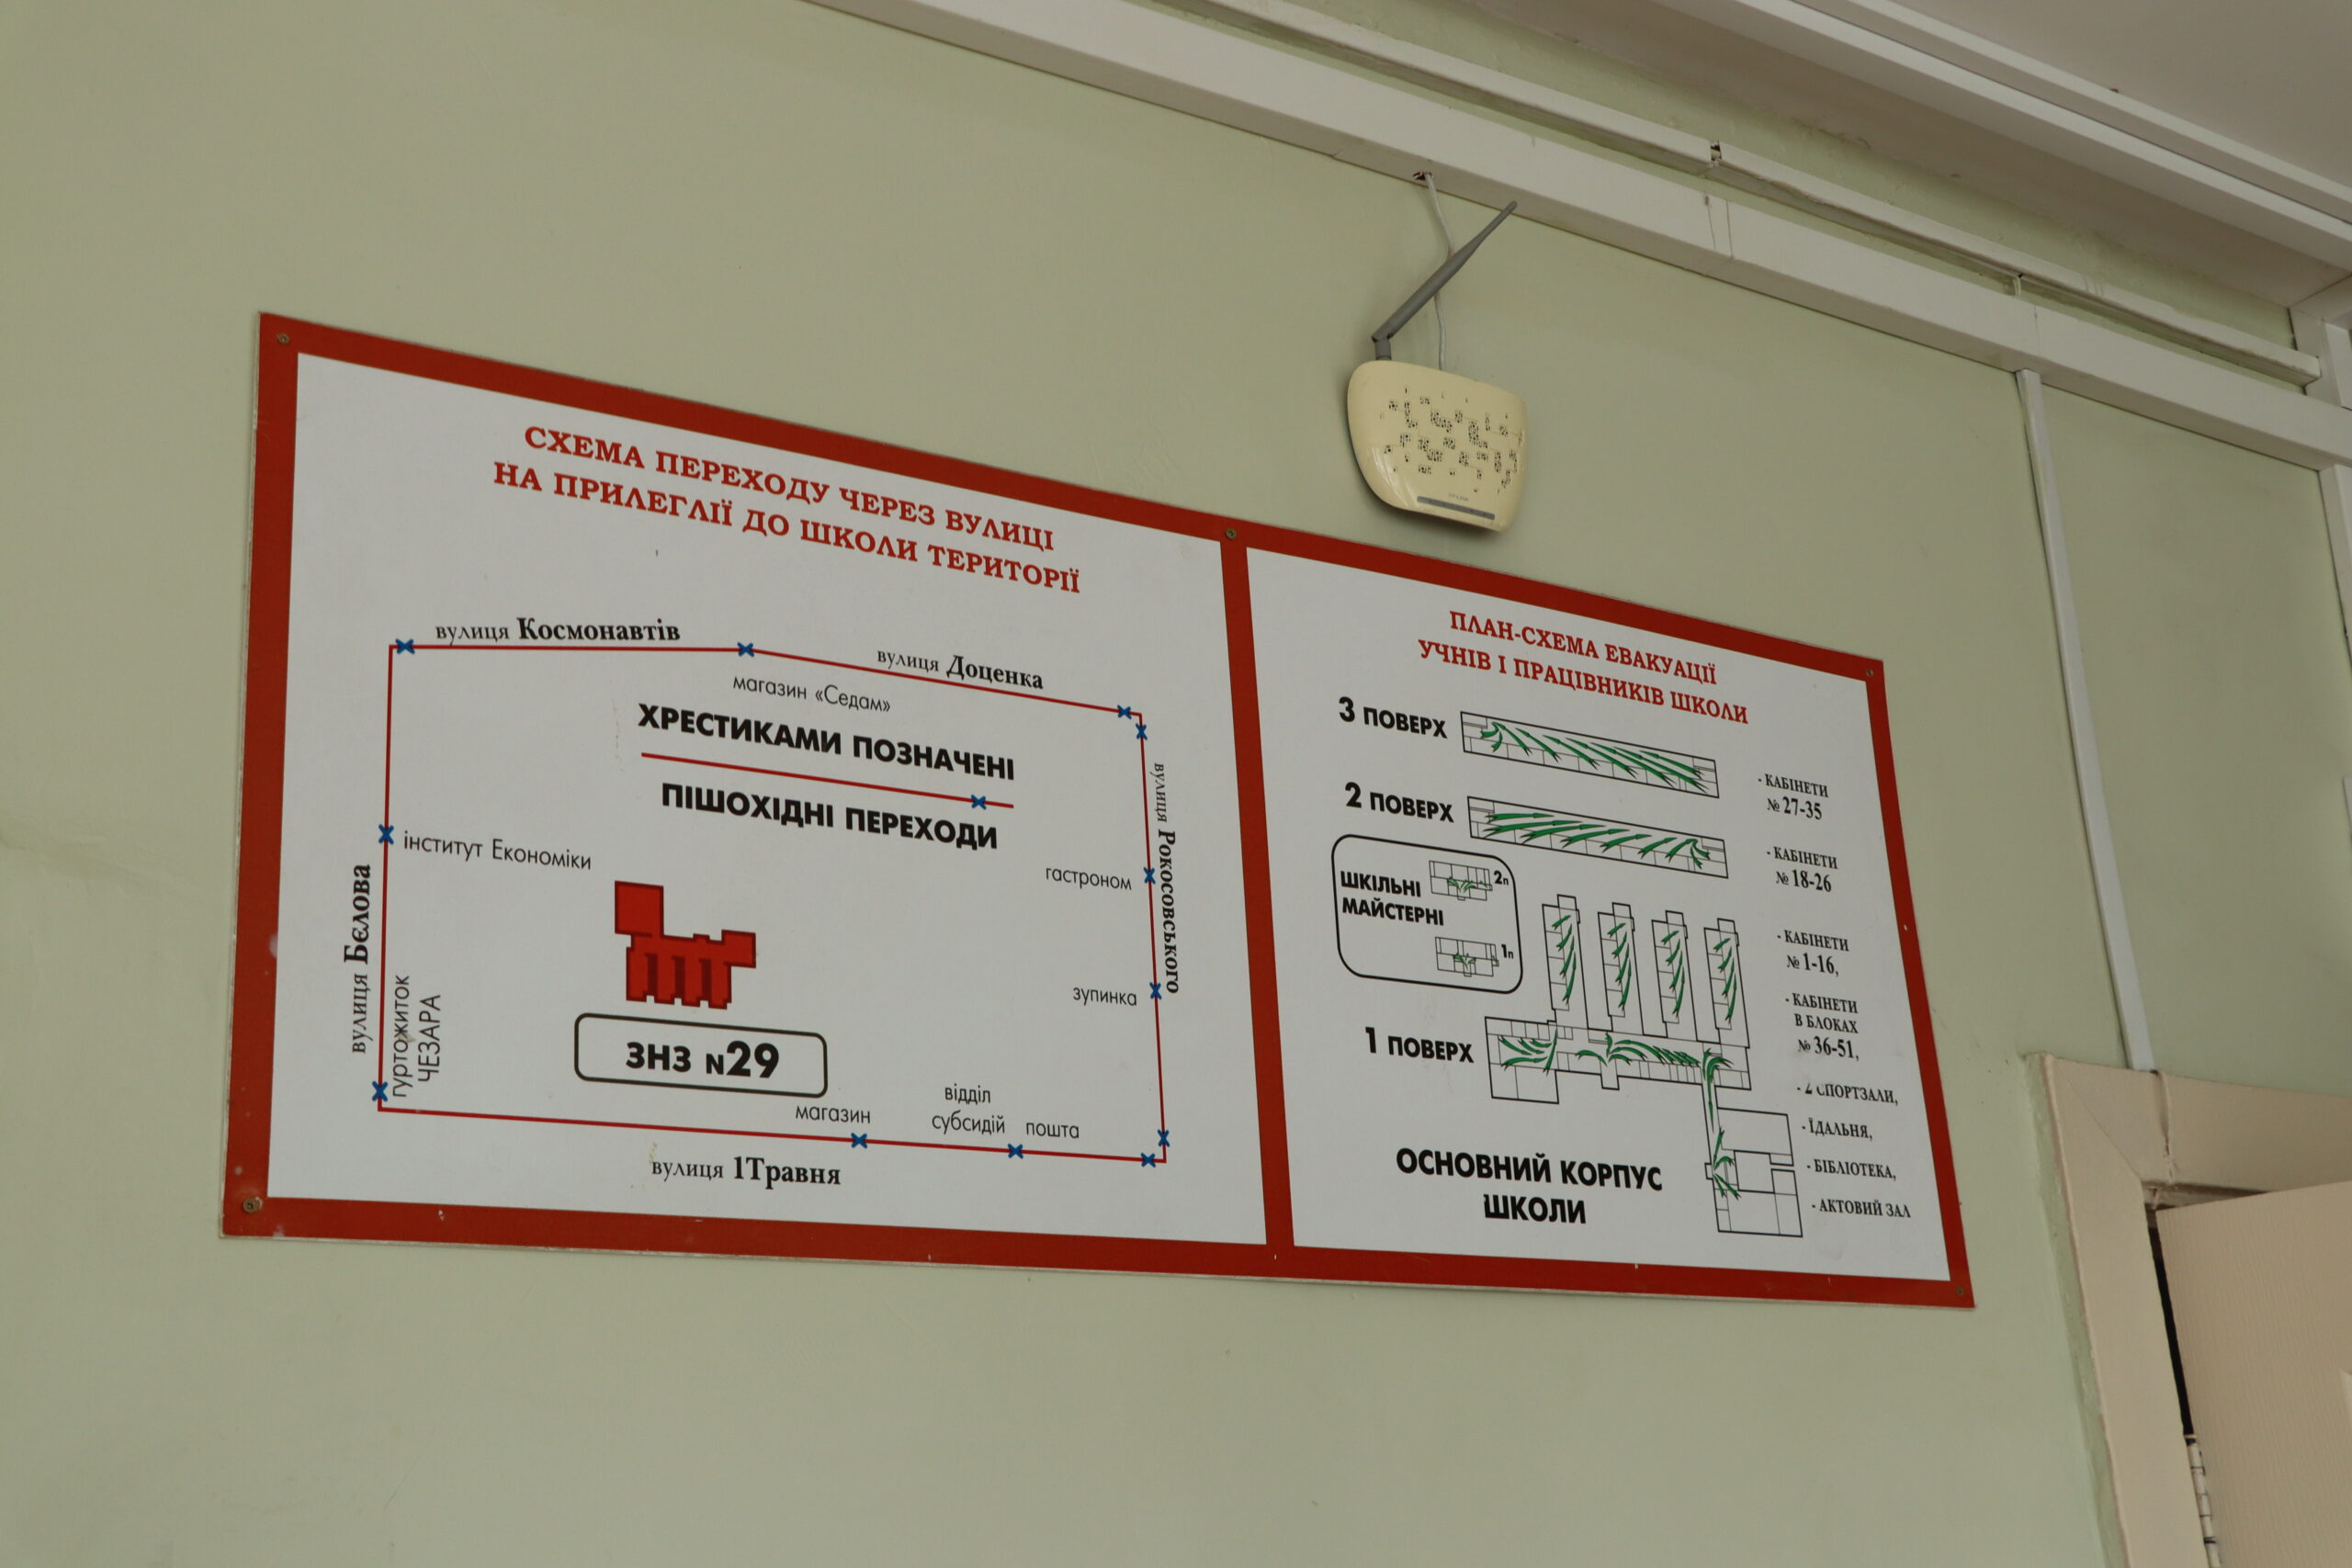 СХЕМА ПЕРЕХОДУ ЧЕРЕЗ ВУЛИЦІ
НА ПРИЛЕГЛІЇ ДО ШКОЛИ ТЕРИТОРІЇ
вулиця Космонавтів
вулиця Доценка
магазин «Седам»
ХРЕСТИКАМИ ПОЗНАЧЕНІ
ПІШОХІДНІ ПЕРЕХОДИ
вулиця Рокосовського
інститут Економіки
гастроном
вулиця Бєлова
гуртожиток
ЧЕЗАРА
зупинка
ЗНЗ N29
магазин
відділ
субсидій
пошта
вулиця 1Травня
ПЛАН-СХЕМА ЕВАКУАЦІЇ
УЧНІВ І ПРАЦІВНИКІВ ШКОЛИ
3 ПОВЕРХ
- КАБІНЕТИ
№ 27-35
2 ПОВЕРХ
- КАБІНЕТИ
№ 18-26
ШКІЛЬНІ
МАЙСТЕРНІ
2п
1п
- КАБІНЕТИ
№ 1-16,
- КАБІНЕТИ
В БЛОКАХ
№ 36-51,
1 ПОВЕРХ
- 2 СПОРТЗАЛИ,
- ЇДАЛЬНЯ,
- БІБЛІОТЕКА,
- АКТОВИЙ ЗАЛ
ОСНОВНИЙ КОРПУС
ШКОЛИ